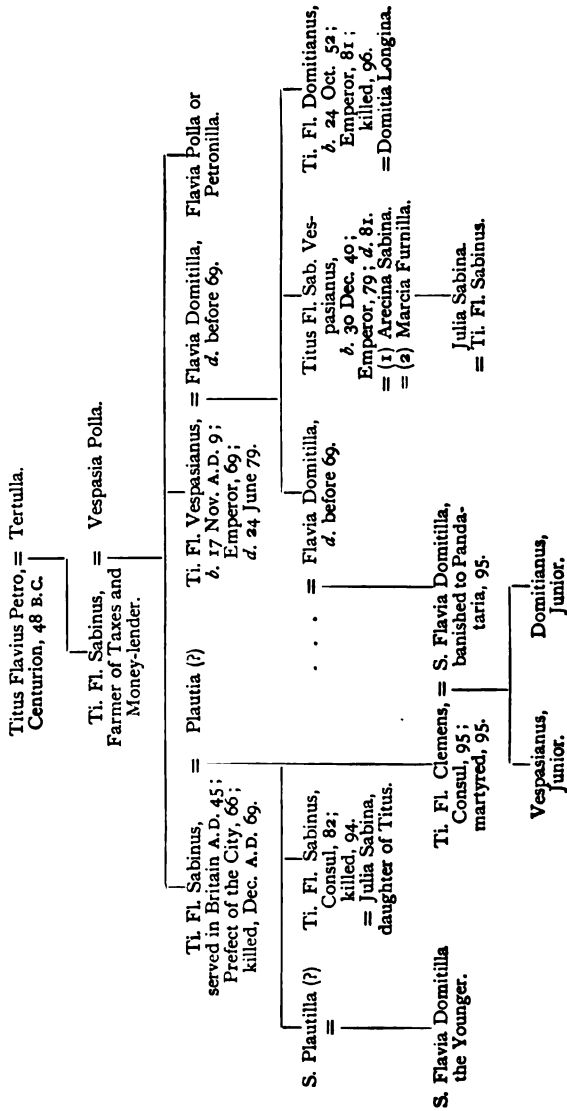 Titus Flavius Petro, = Tertulla.
Centurion, 48 B.C.
Ti. Fl. Sabinus, = Vespasia Polla.
Farmer of Taxes and
Money-lender.
Ti. Fl. Sabinus, = Plautia (?)
served in Britain A.D. 45;
Prefect of the City, 66;
killed, Dec. A.D. 69.
Ti. Fl. Vespasianus, = Flavia Domitilla,
b. 17 Nov. A.D. 9; d. before 69.
Emperor, 69;
d. 24 June 79.
Flavia Polla or
Petronilla.
S. Plautilla (?)
=
Ti. Fl. Sabinus,
Consul, 82;
killed, 94.
= Julia Sabina,
daughter of Titus.
. . . = Flavia Domitilla,
d. before 69.
Titus Fl. Sab. Ves-
pasianus,
b. 30 Dec. 40;
Emperor, 79; d. 81.
= (1) Arecina Sabina.
= (2) Marcia Furnilla.
Ti. Fl. Domitianus,
b. 24 Oct. 52;
Emperor, 81;
killed, 96.
= Domitia Longina.
S. Flavia Domitilla
the Younger.
Ti. Fl. Clemens, = S. Flavia Domitilla,
Consul, 95; banished to Panda-
martyred, 95. taria, 95.
Julia Sabina.
= Ti. Fl. Sabinus.
Vespasianus,
Junior.
Domitianus,
Junior.